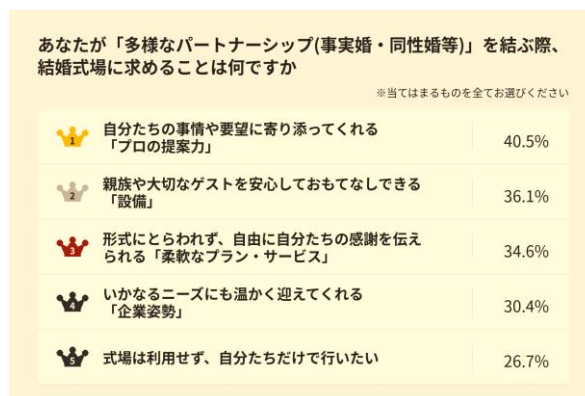 あなたが「多様なパートナーシップ(事実婚・同性婚等)」を結ぶ際、
結婚式場に求めることは何ですか
※当てはまるものを全てお選びください
1
自分たちの事情や要望に寄り添ってくれる
「プロの提案力」
40.5%
2
親族や大切なゲストを安心しておもてなしできる
「設備」
36.1%
3
形式にとらわれず、自由に自分たちの感謝を伝え
られる「柔軟なプラン・サービス」
34.6%
4
いかなるニーズにも温かく迎えてくれる
「企業姿勢」
30.4%
5
式場は利用せず、自分たちだけで行いたい
26.7%